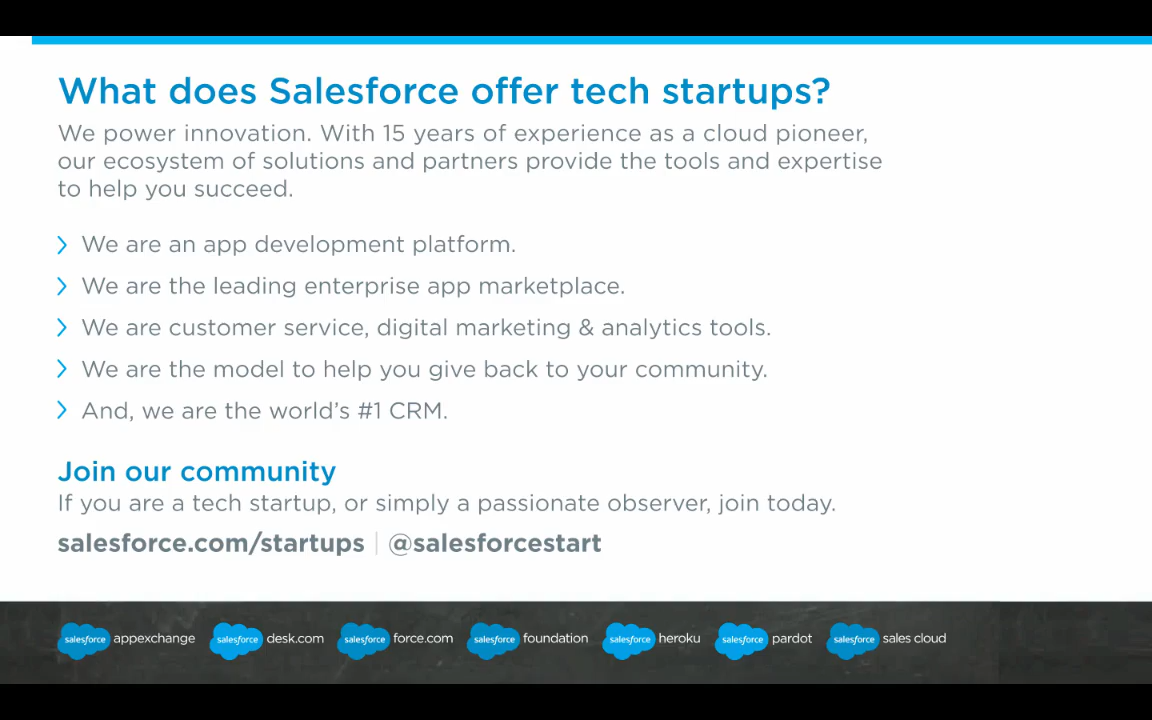 What does Salesforce offer tech startups?
We power innovation. With 15 years of experience as a cloud pioneer,
our ecosystem of solutions and partners provide the tools and expertise
to help you succeed.
We are an app development platform.
We are the leading enterprise app marketplace.
We are customer service, digital marketing & analytics tools.
We are the model to help you give back to your community.
And, we are the world's #1 CRM.
Join our community
If you are a tech startup, or simply a passionate observer, join today.
salesforce.com/startups | @salesforcestart
salesforce appexchange salesforce desk.com salesforce force.com salesforce foundation salesforce heroku salesforce pardot salesforce sales cloud